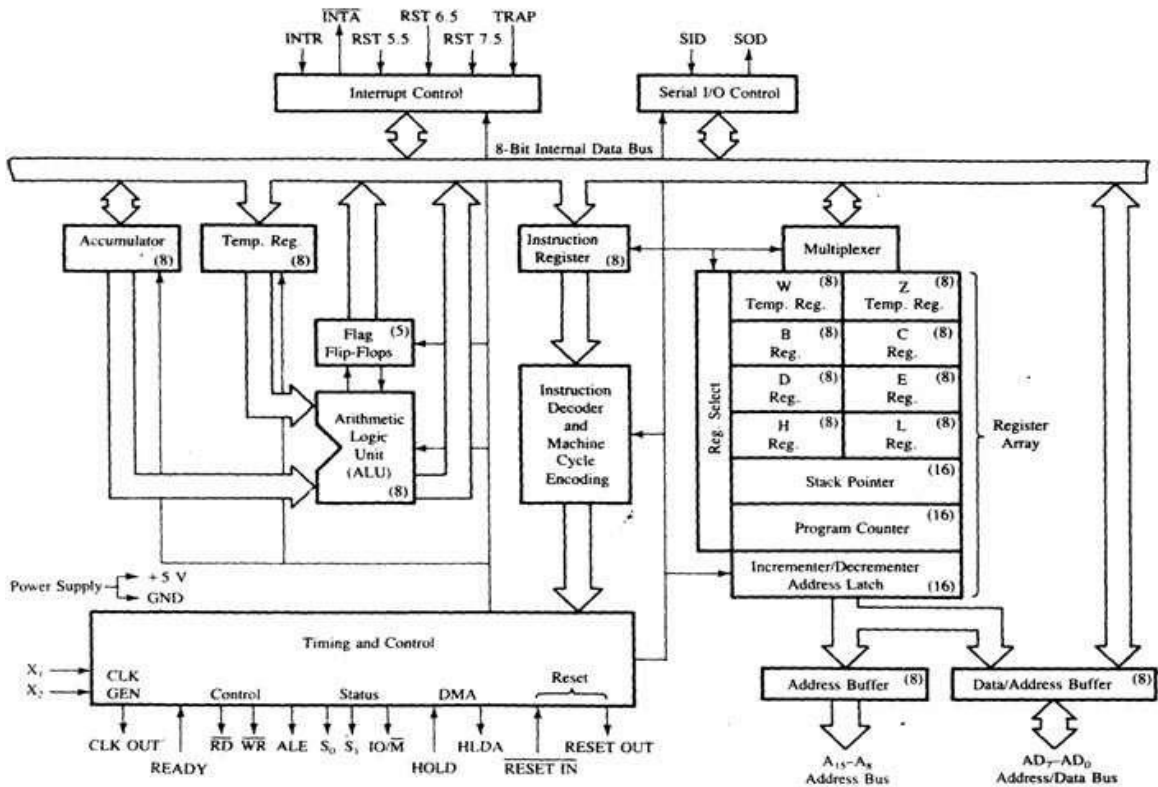 INTA RST 6.5 TRAP
INTR RST 5.5 RST 7.5
SID SOD
Interrupt Control
Serial I/O Control
8-Bit Internal Data Bus
Accumulator
(8)
Temp. Reg.
(8)
Instruction
Register
(8)
Multiplexer
Flag
(5)
Flip-Flops
Arithmetic
Logic
Unit
(ALU)
(8)
Instruction
Decoder
and
Machine
Cycle
Encoding
Reg. Select
W (8)
Temp. Reg.
Z (8)
Temp. Reg.
B (8)
Reg.
C (8)
Reg.
D (8)
Reg.
E (8)
Reg.
H (8)
Reg.
L (8)
Reg.
Stack Pointer (16)
Program Counter (16)
Incrementer/Decrementer
Address Latch (16)
Register
Array
Power Supply
+5 V
GND
Timing and Control
X₁
X₂
CLK
GEN
Control
Status
DMA
Reset
CLK OUT
READY
RD
WR
ALE
S₀
S₁
IO/M
HOLD
HLDA
RESET IN
RESET OUT
Address Buffer (8)
Data/Address Buffer (8)
A₁₅–A₈
Address Bus
AD₇–AD₀
Address/Data Bus